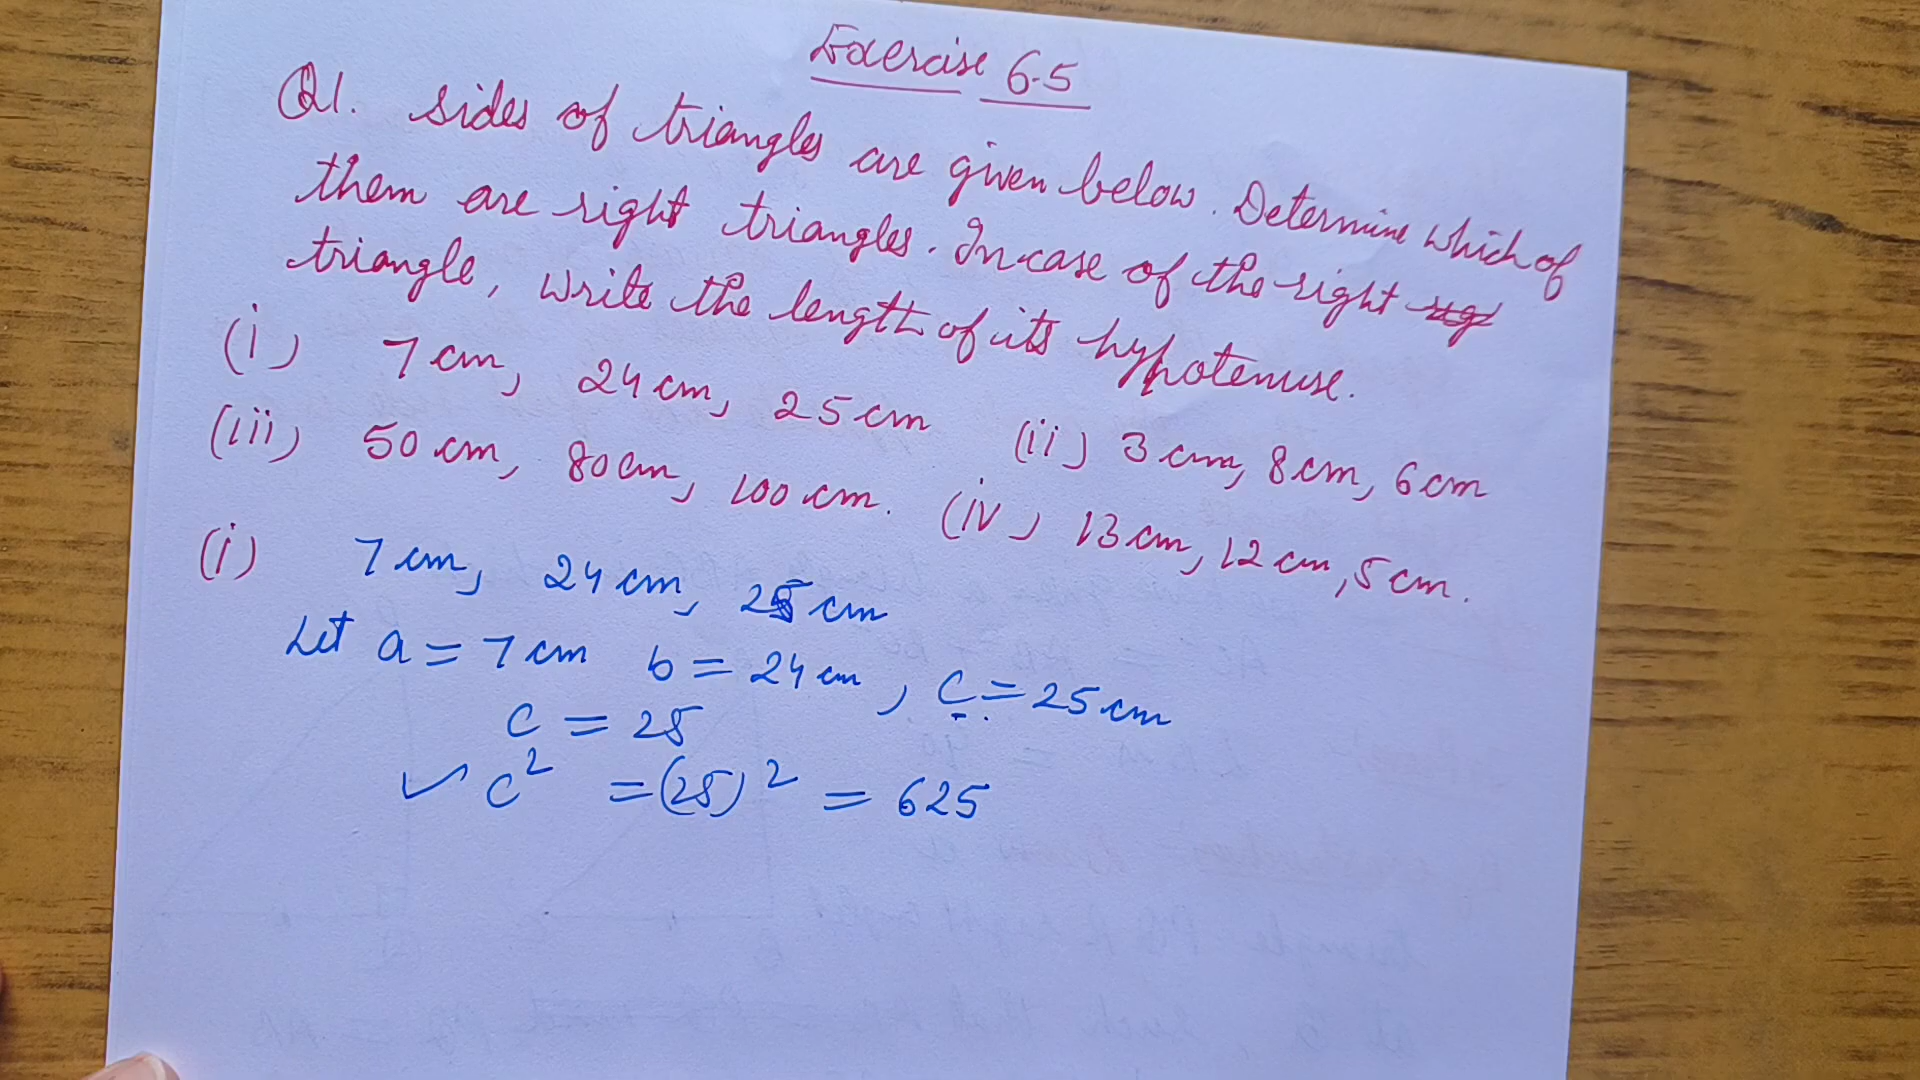 Exercise 6.5
Q1. Sides of triangles are given below. Determine which of
them are right triangles. In case of the right
triangle, write the length of its hypotenuse.
(i) 7 cm, 24 cm, 25 cm (ii) 3 cm, 8 cm, 6 cm
(iii) 50 cm, 80 cm, 100 cm. (iv) 13 cm, 12 cm, 5 cm.
(i) 7 cm, 24 cm, 25 cm
Let a = 7 cm b = 24 cm, c = 25 cm
c = 25
✓ c² = (25)² = 625